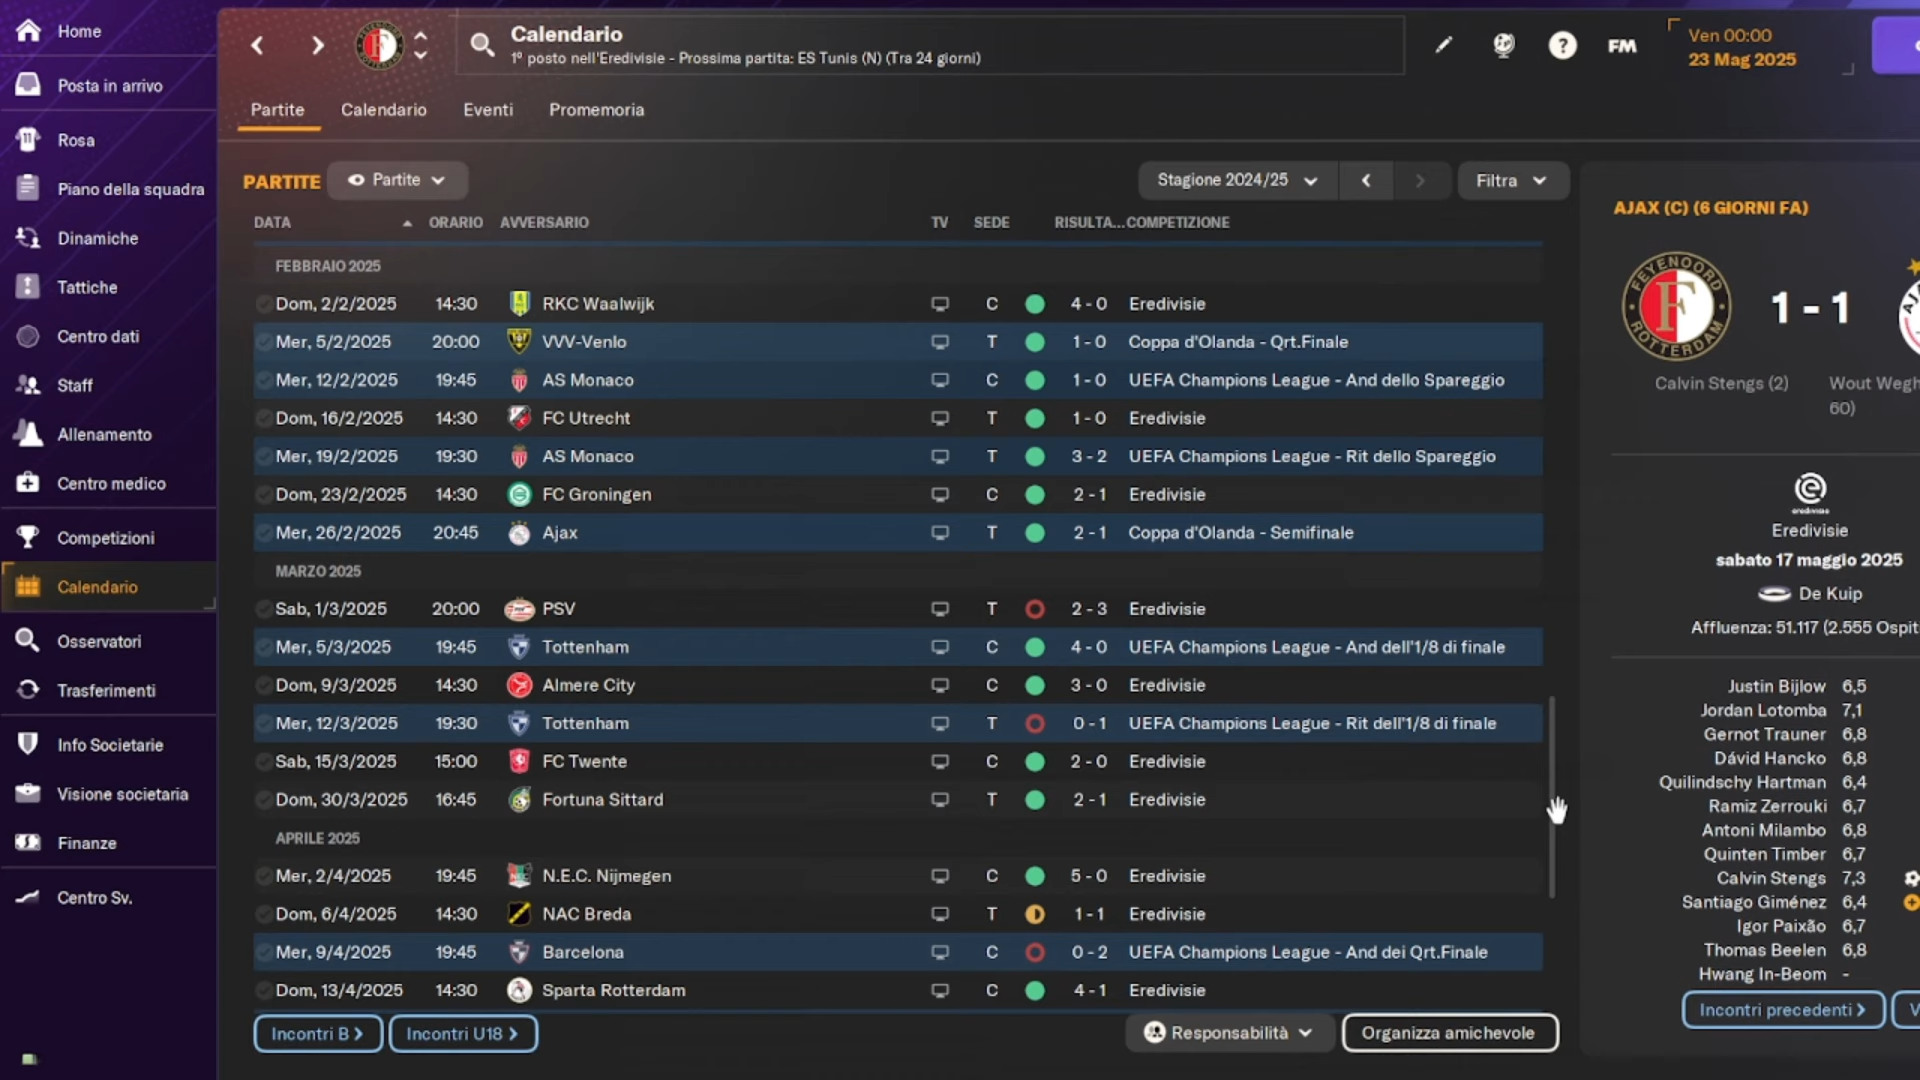 Home
Posta in arrivo
Rosa
Piano della squadra
Dinamiche
Tattiche
Centro dati
Staff
Allenamento
Centro medico
Competizioni
Calendario
Osservatori
Trasferimenti
Info Societarie
Visione societaria
Finanze
Centro Sv.
Calendario
1° posto nell'Eredivisie - Prossima partita: ES Tunis (N) (Tra 24 giorni)
FM
Ven 00:00
23 Mag 2025
Partite Calendario Eventi Promemoria
PARTITE Partite Stagione 2024/25 Filtra
DATA ORARIO AVVERSARIO TV SEDE RISULTA... COMPETIZIONE
FEBBRAIO 2025
Dom, 2/2/2025 14:30 RKC Waalwijk C 4 - 0 Eredivisie
Mer, 5/2/2025 20:00 VVV-Venlo T 1 - 0 Coppa d'Olanda - Qrt.Finale
Mer, 12/2/2025 19:45 AS Monaco C 1 - 0 UEFA Champions League - And dello Spareggio
Dom, 16/2/2025 14:30 FC Utrecht T 1 - 0 Eredivisie
Mer, 19/2/2025 19:30 AS Monaco T 3 - 2 UEFA Champions League - Rit dello Spareggio
Dom, 23/2/2025 14:30 FC Groningen C 2 - 1 Eredivisie
Mer, 26/2/2025 20:45 Ajax T 2 - 1 Coppa d'Olanda - Semifinale
MARZO 2025
Sab, 1/3/2025 20:00 PSV T 2 - 3 Eredivisie
Mer, 5/3/2025 19:45 Tottenham C 4 - 0 UEFA Champions League - And dell'1/8 di finale
Dom, 9/3/2025 14:30 Almere City C 3 - 0 Eredivisie
Mer, 12/3/2025 19:30 Tottenham T 0 - 1 UEFA Champions League - Rit dell'1/8 di finale
Sab, 15/3/2025 15:00 FC Twente C 2 - 0 Eredivisie
Dom, 30/3/2025 16:45 Fortuna Sittard T 2 - 1 Eredivisie
APRILE 2025
Mer, 2/4/2025 19:45 N.E.C. Nijmegen C 5 - 0 Eredivisie
Dom, 6/4/2025 14:30 NAC Breda T 1 - 1 Eredivisie
Mer, 9/4/2025 19:45 Barcelona C 0 - 2 UEFA Champions League - And dei Qrt.Finale
Dom, 13/4/2025 14:30 Sparta Rotterdam C 4 - 1 Eredivisie
Incontri B Incontri U18 Responsabilità Organizza amichevole
AJAX (C) (6 GIORNI FA)
FEYENOORD
ROTTERDAM
1 - 1
Calvin Stengs (2) Wout Wegh
60)
eredivisie
Eredivisie
sabato 17 maggio 2025
De Kuip
Affluenza: 51.117 (2.555 Ospit
Justin Bijlow 6,5
Jordan Lotomba 7,1
Gernot Trauner 6,8
Dávid Hancko 6,8
Quilindschy Hartman 6,4
Ramiz Zerrouki 6,7
Antoni Milambo 6,8
Quinten Timber 6,7
Calvin Stengs 7,3
Santiago Giménez 6,4
Igor Paixão 6,7
Thomas Beelen 6,8
Hwang In-Beom -
Incontri precedenti